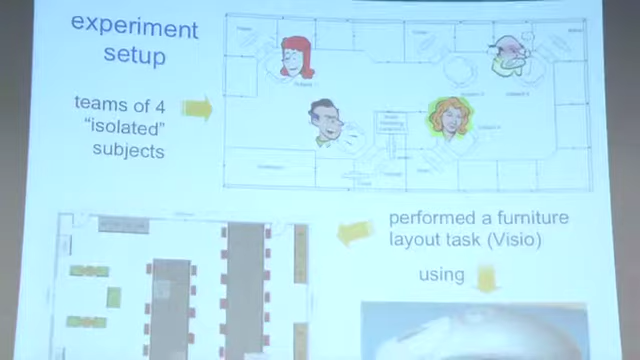 experiment
setup
teams of 4
"isolated"
subjects
performed a furniture
layout task (Visio)
using